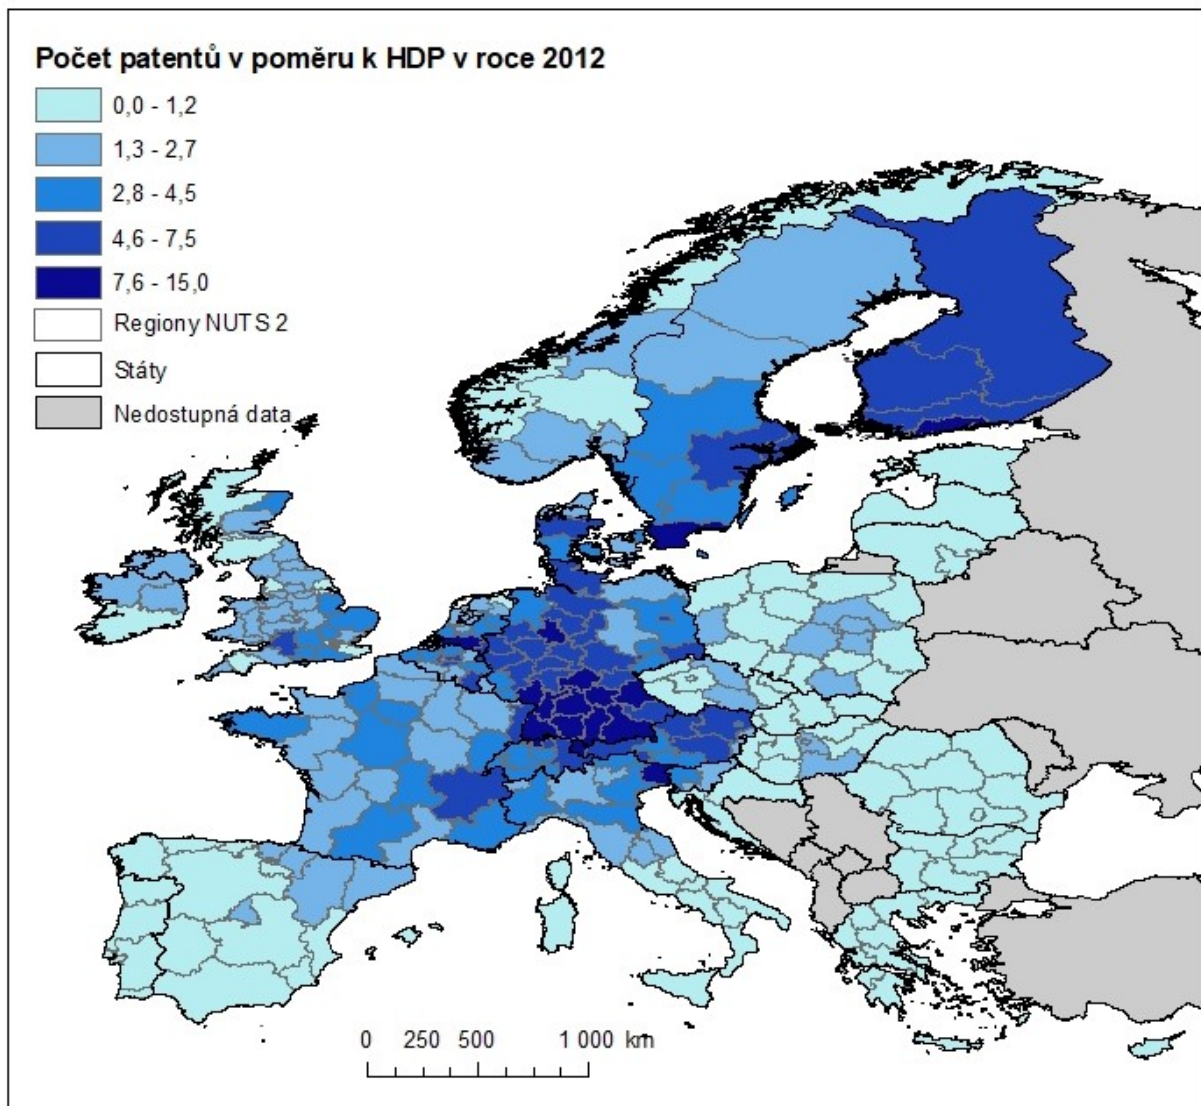 Počet patentů v poměru k HDP v roce 2012
0,0 - 1,2
1,3 - 2,7
2,8 - 4,5
4,6 - 7,5
7,6 - 15,0
Regiony NUTS 2
Státy
Nedostupná data
0 250 500 1 000 km